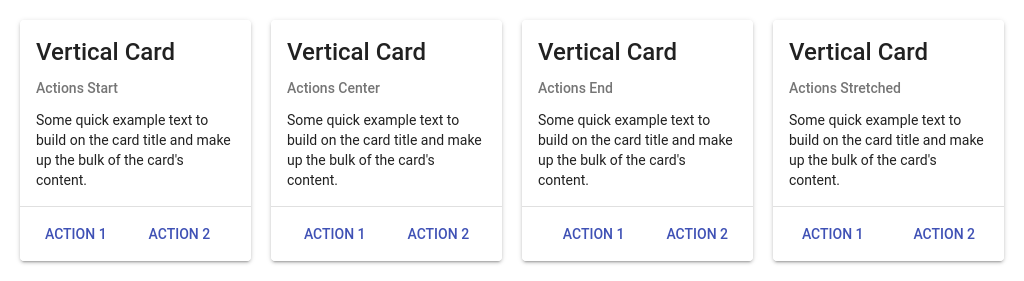 Vertical Card
Actions Start
Some quick example text to
build on the card title and make
up the bulk of the card's
content.
ACTION 1 ACTION 2
Vertical Card
Actions Center
Some quick example text to
build on the card title and make
up the bulk of the card's
content.
ACTION 1 ACTION 2
Vertical Card
Actions End
Some quick example text to
build on the card title and make
up the bulk of the card's
content.
ACTION 1 ACTION 2
Vertical Card
Actions Stretched
Some quick example text to
build on the card title and make
up the bulk of the card's
content.
ACTION 1 ACTION 2